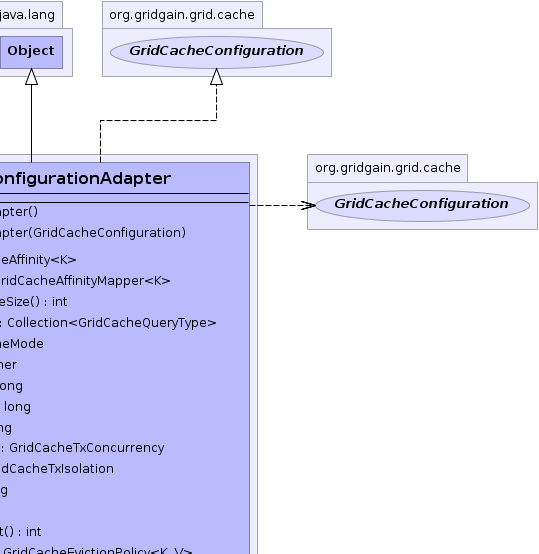 java.lang
org.gridgain.grid.cache
Object
GridCacheConfiguration
org.gridgain.grid.cache
GridCacheConfiguration
onfigurationAdapter
apter()
apter(GridCacheConfiguration)
eAffinity<K>
ridCacheAffinityMapper<K>
eSize() : int
: Collection<GridCacheQueryType>
neMode
ner
ong
long
ng
: GridCacheTxConcurrency
idCacheTxIsolation
g
t() : int
GridCacheEvictionPolicy<K, V>